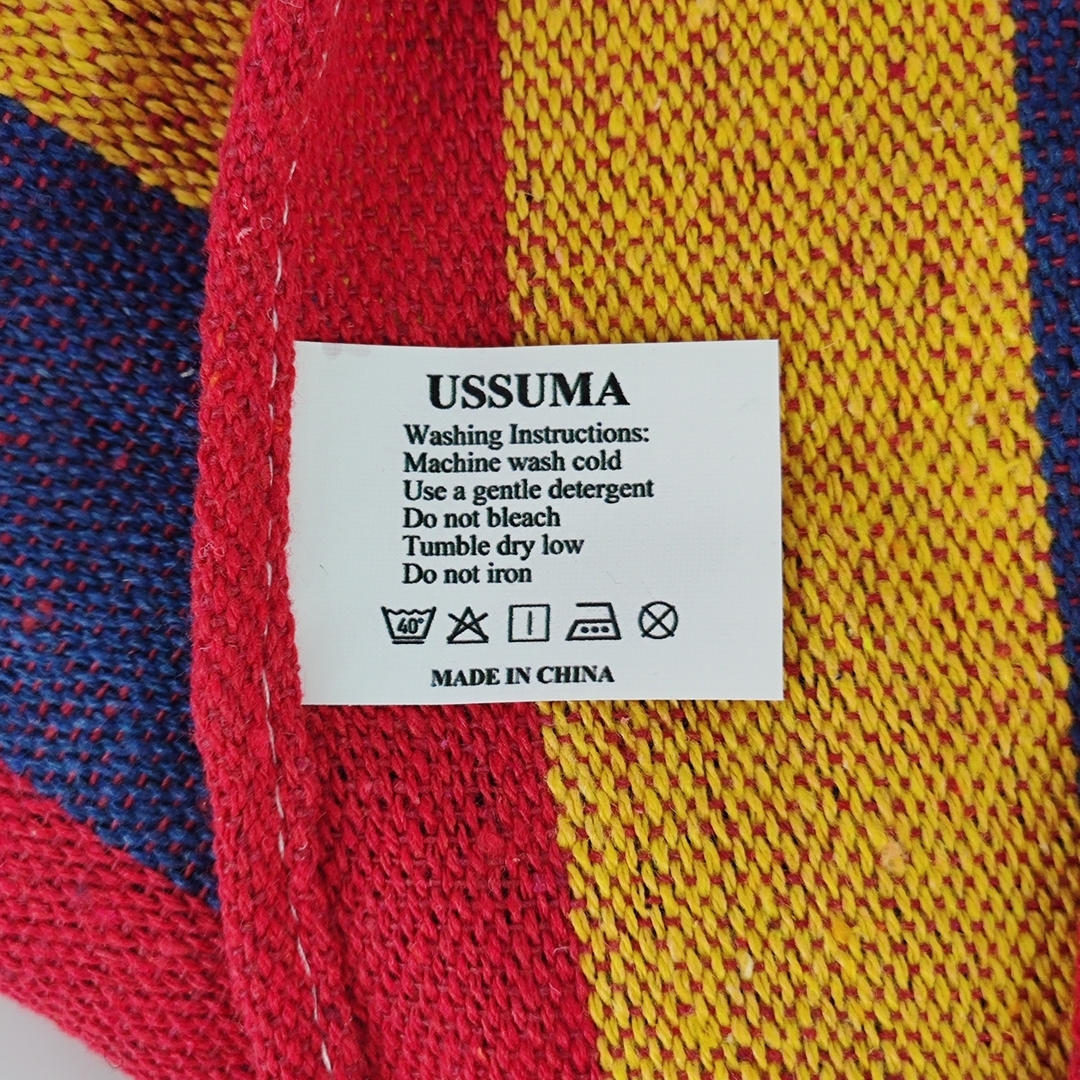 USSUMA
Washing Instructions:
Machine wash cold
Use a gentle detergent
Do not bleach
Tumble dry low
Do not iron
40°
MADE IN CHINA